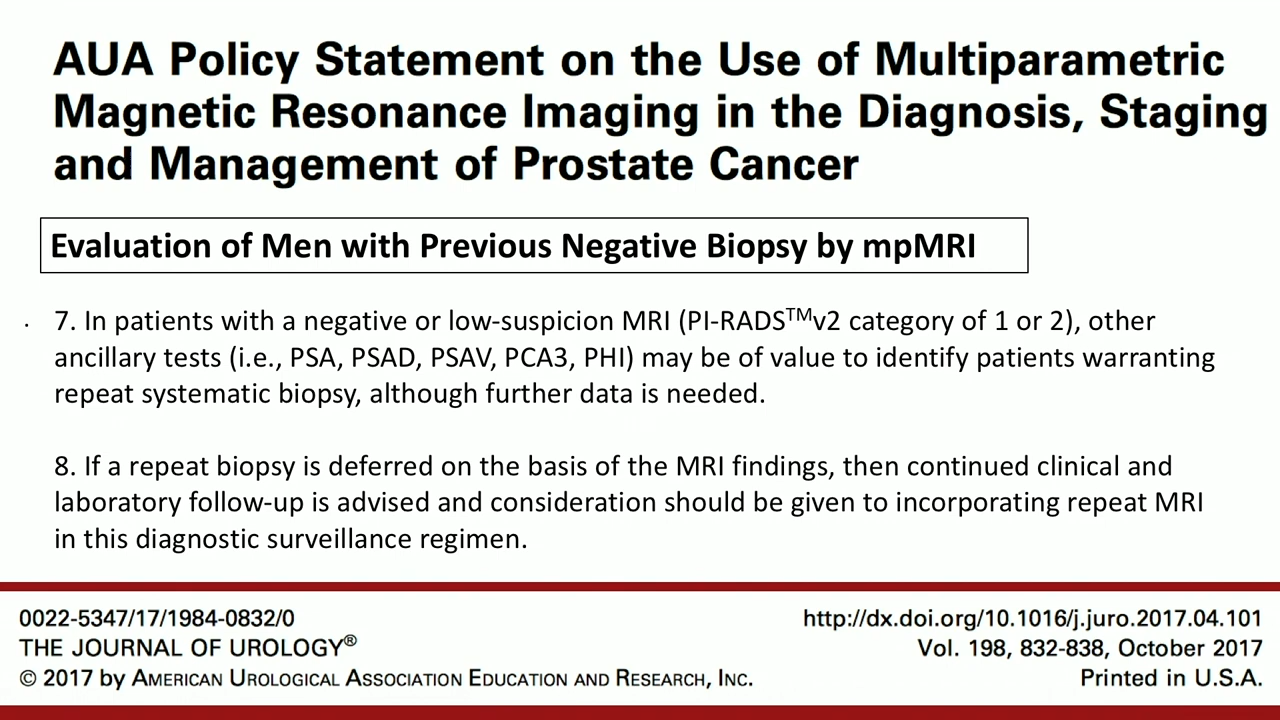 AUA Policy Statement on the Use of Multiparametric
Magnetic Resonance Imaging in the Diagnosis, Staging
and Management of Prostate Cancer
Evaluation of Men with Previous Negative Biopsy by mpMRI
. 7. In patients with a negative or low-suspicion MRI (PI-RADS™v2 category of 1 or 2), other
ancillary tests (i.e., PSA, PSAD, PSAV, PCA3, PHI) may be of value to identify patients warranting
repeat systematic biopsy, although further data is needed.
8. If a repeat biopsy is deferred on the basis of the MRI findings, then continued clinical and
laboratory follow-up is advised and consideration should be given to incorporating repeat MRI
in this diagnostic surveillance regimen.
0022-5347/17/1984-0832/0
THE JOURNAL OF UROLOGY®
© 2017 by American Urological Association Education and Research, Inc.
http://dx.doi.org/10.1016/j.juro.2017.04.101
Vol. 198, 832-838, October 2017
Printed in U.S.A.